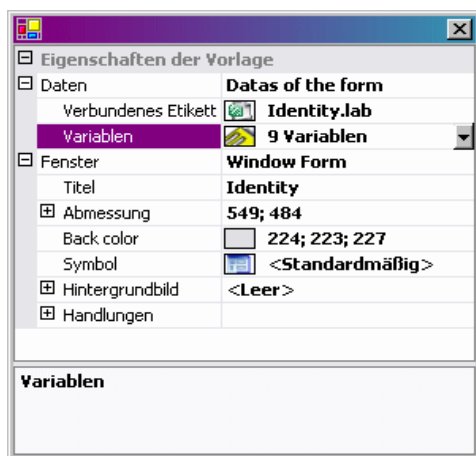 Eigenschaften der Vorlage
Daten Datas of the form
Verbundenes Etikett Identity.lab
Variablen 9 Variablen
Fenster Window Form
Titel Identity
Abmessung 549; 484
Back color 224; 223; 227
Symbol <Standardmäßig>
Hintergrundbild <Leer>
Handlungen
Variablen